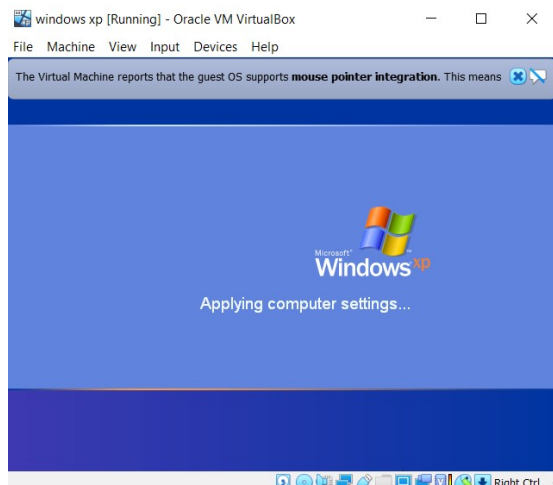 windows xp [Running] - Oracle VM VirtualBox
File Machine View Input Devices Help
The Virtual Machine reports that the guest OS supports mouse pointer integration. This means
Microsoft®
Windows xp
Applying computer settings...
Right Ctrl